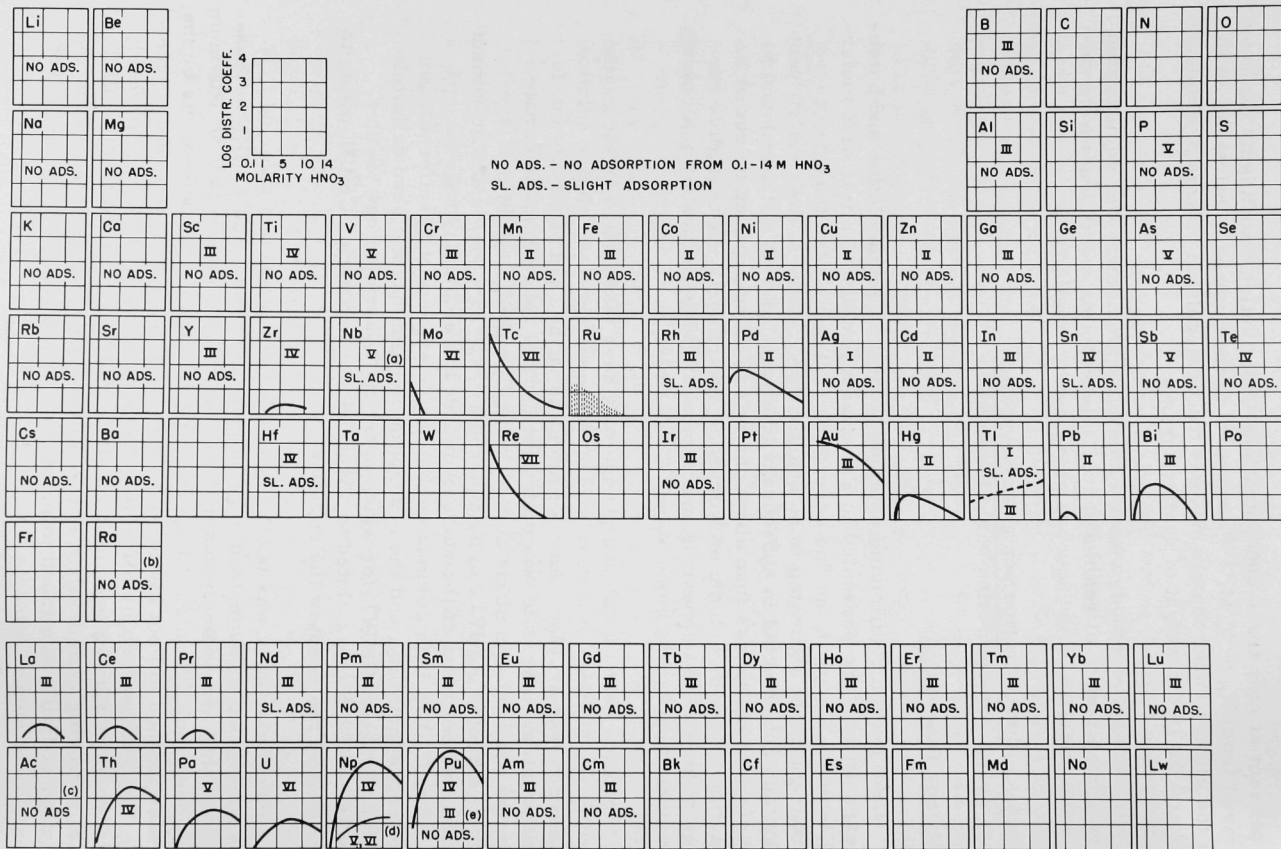 Li Be B C N O
III
NO ADS. NO ADS. NO ADS.
LOG DISTR. COEFF.
4
3
2
1
0.1 1 5 10 14
MOLARITY HNO3
Na Mg Al Si P S
III V
NO ADS. NO ADS. NO ADS. NO ADS.
NO ADS. – NO ADSORPTION FROM 0.1–14 M HNO3
SL. ADS. – SLIGHT ADSORPTION
K Ca Sc Ti V Cr Mn Fe Co Ni Cu Zn Ga Ge As Se
III IV V III II III II II II II III V
NO ADS. NO ADS. NO ADS. NO ADS. NO ADS. NO ADS. NO ADS. NO ADS. NO ADS. NO ADS. NO ADS. NO ADS. NO ADS. NO ADS.
Rb Sr Y Zr Nb Mo Tc Ru Rh Pd Ag Cd In Sn Sb Te
III IV V (a) VI VII III II I II III IV V IV
NO ADS. NO ADS. NO ADS. SL. ADS. SL. ADS. NO ADS. NO ADS. NO ADS. SL. ADS. NO ADS. NO ADS.
Cs Ba Hf Ta W Re Os Ir Pt Au Hg Tl Pb Bi Po
IV VII III III II I II III
NO ADS. NO ADS. SL. ADS. NO ADS. SL. ADS.
III
Fr Ra
(b)
NO ADS.
La Ce Pr Nd Pm Sm Eu Gd Tb Dy Ho Er Tm Yb Lu
III III III III III III III III III III III III III III III
SL. ADS. NO ADS. NO ADS. NO ADS. NO ADS. NO ADS. NO ADS. NO ADS. NO ADS. NO ADS. NO ADS. NO ADS.
Ac Th Pa U Np Pu Am Cm Bk Cf Es Fm Md No Lw
(c) V VI IV IV III III
NO ADS IV III (e) NO ADS. NO ADS.
V, VI (d) NO ADS.